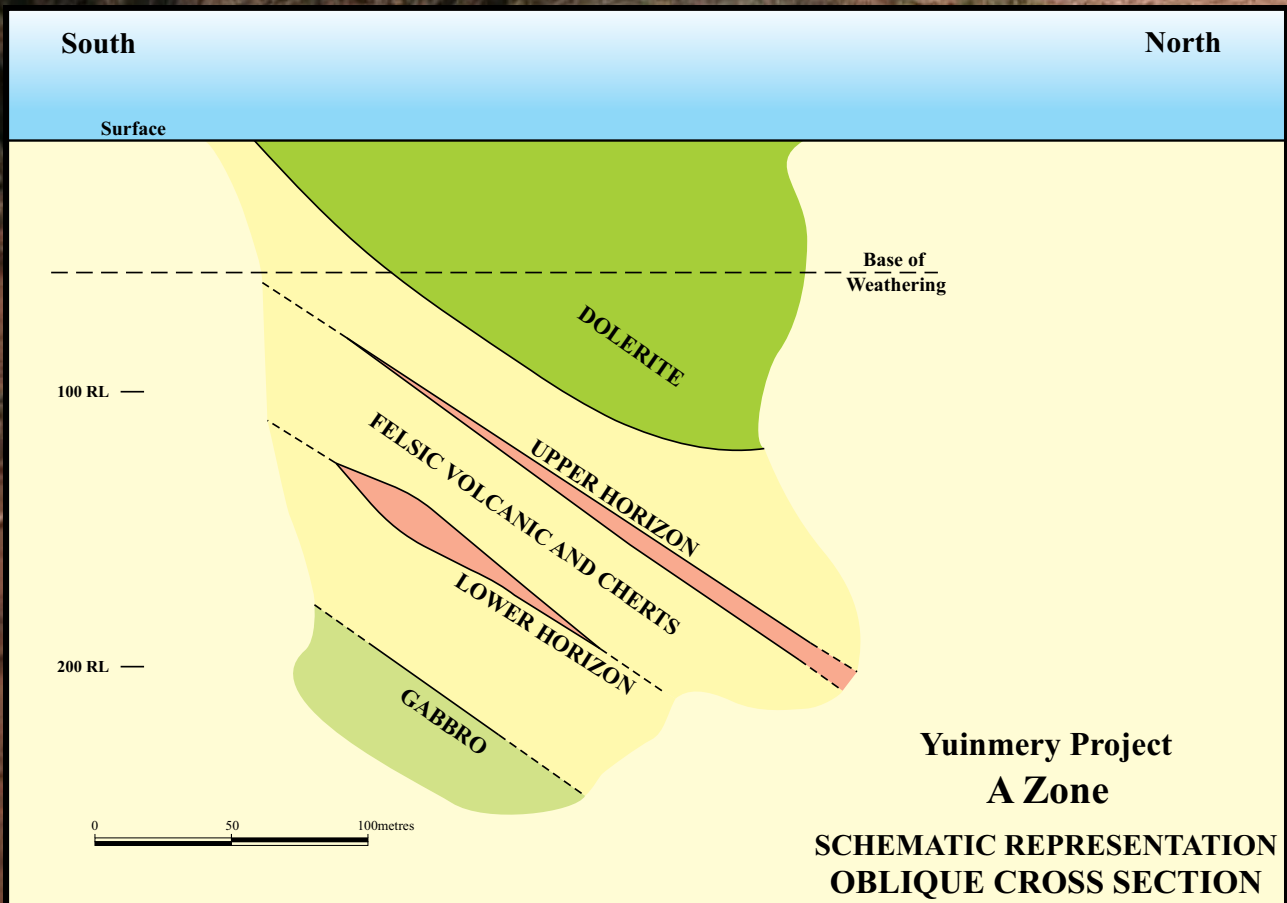 South
North
Surface
Base of
Weathering
DOLERITE
100 RL
UPPER HORIZON
FELSIC VOLCANIC AND CHERTS
LOWER HORIZON
200 RL
GABBRO
Yuinmery Project
A Zone
0 50 100metres
SCHEMATIC REPRESENTATION
OBLIQUE CROSS SECTION